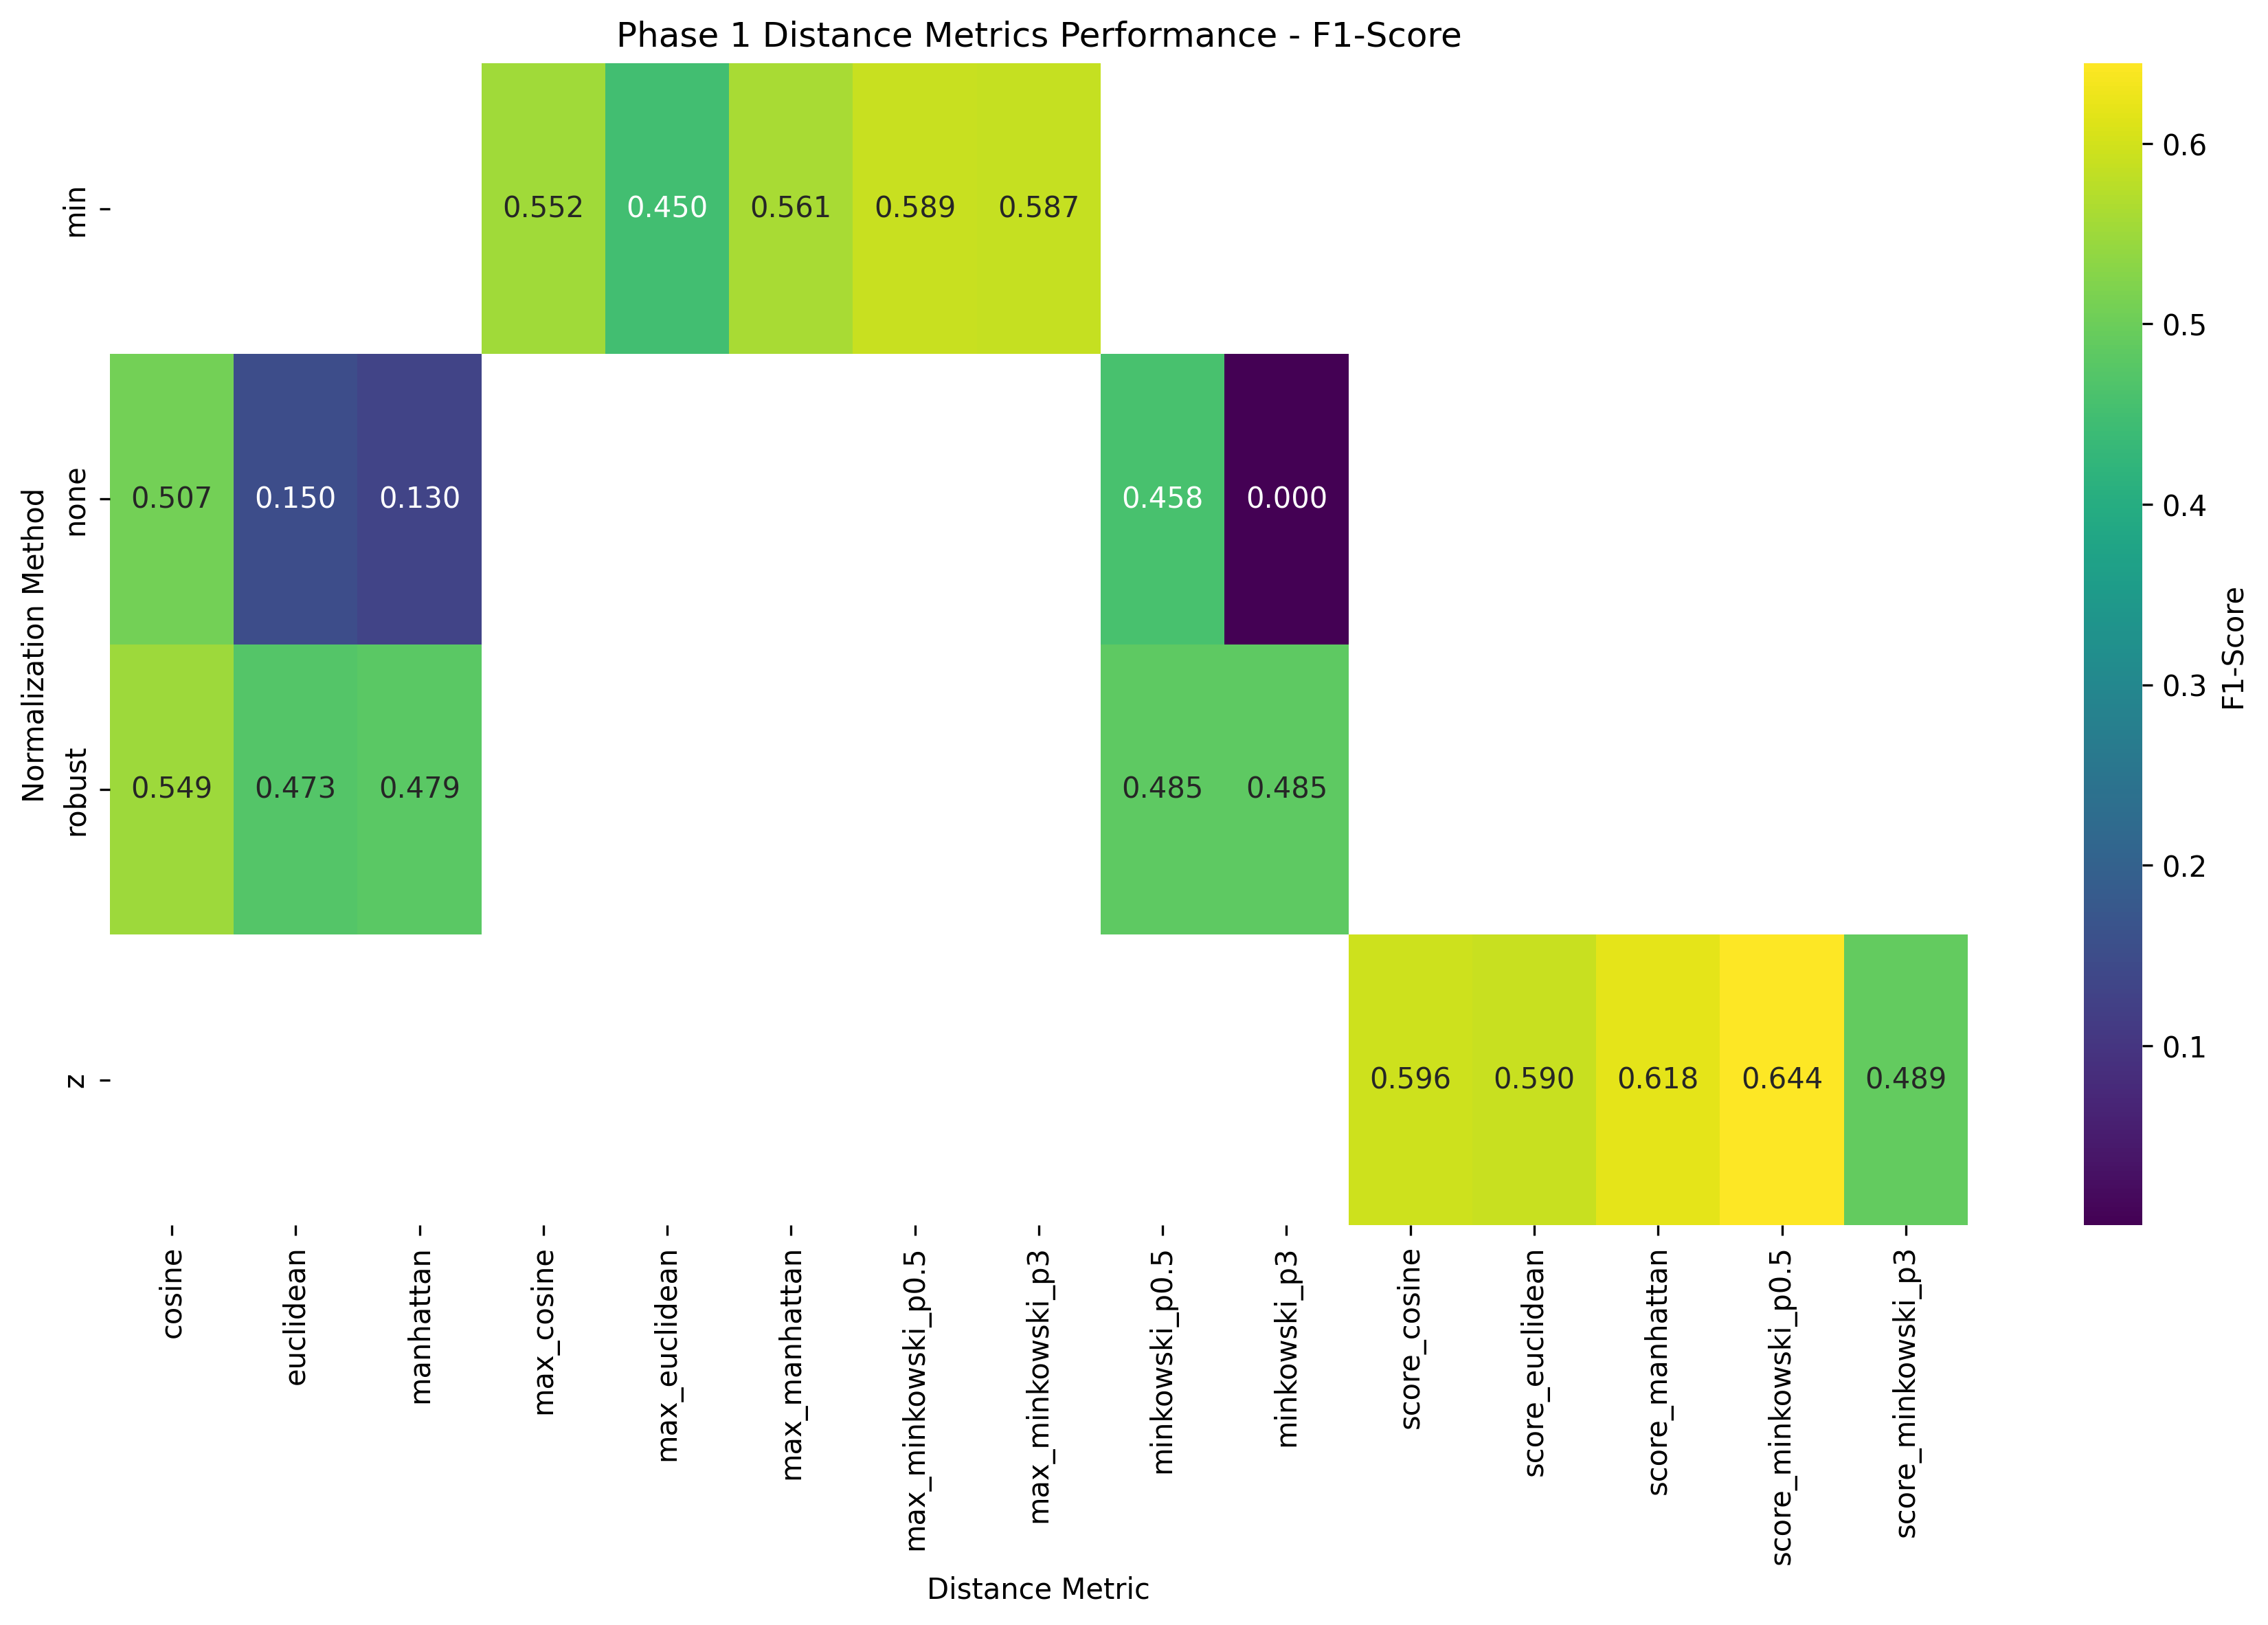 Phase 1 Distance Metrics Performance - F1-Score
Normalization Method
min
0.552 0.450 0.561 0.589 0.587
none
0.507 0.150 0.130 0.458 0.000
robust
0.549 0.473 0.479 0.485 0.485
z
0.596 0.590 0.618 0.644 0.489
cosine
euclidean
manhattan
max_cosine
max_euclidean
max_manhattan
max_minkowski_p0.5
max_minkowski_p3
minkowski_p0.5
minkowski_p3
score_cosine
score_euclidean
score_manhattan
score_minkowski_p0.5
score_minkowski_p3
Distance Metric
0.6
0.5
0.4
0.3
0.2
0.1
F1-Score